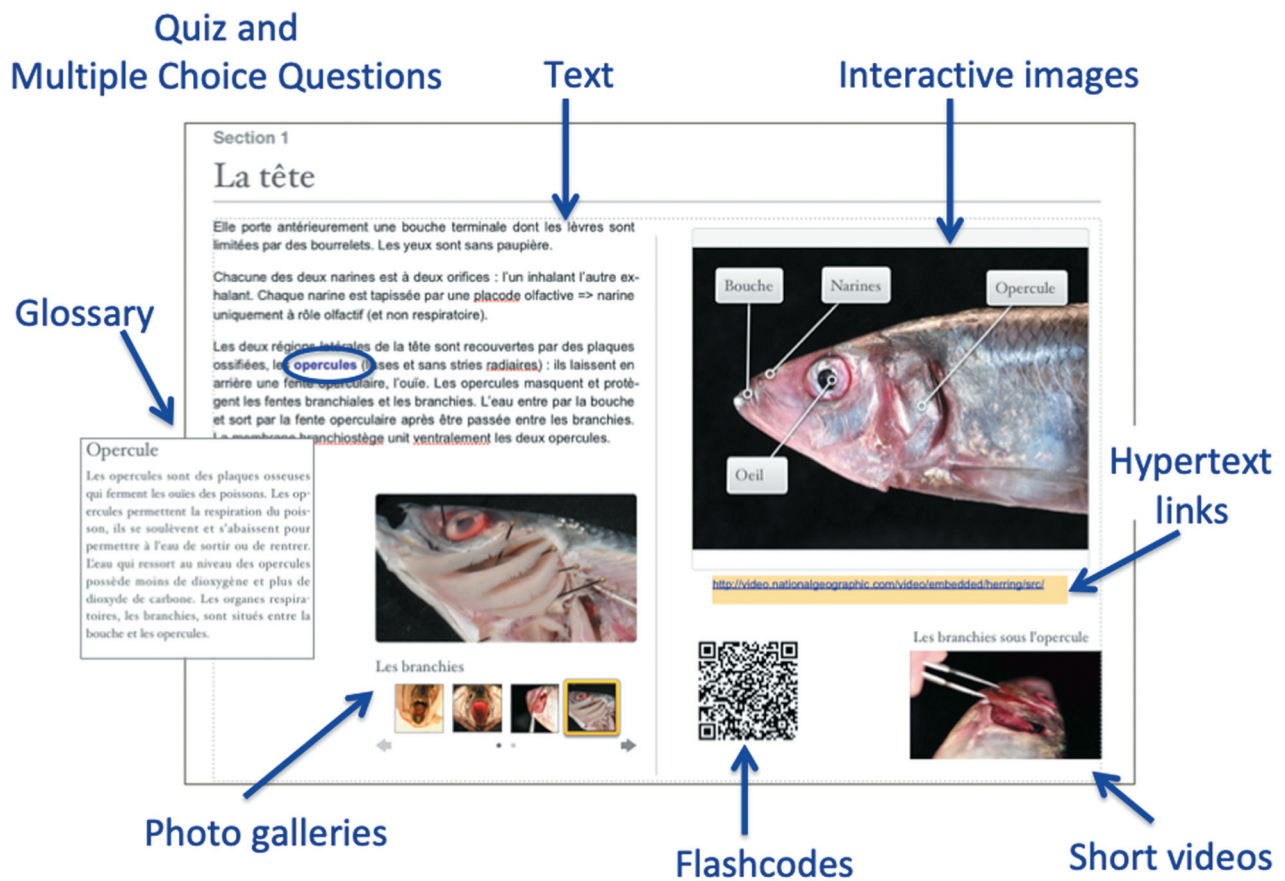 Quiz and
Multiple Choice Questions
Text
Interactive images
Section 1
La tête
Elle porte antérieurement une bouche terminale dont les lèvres sont
limitées par des bourrelets. Les yeux sont sans paupière.
Chacune des deux narines est à deux orifices : l'un inhalant l'autre ex-
halant. Chaque narine est tapissée par une placode olfactive => narine
uniquement à rôle olfactif (et non respiratoire).
Les deux régions latérales de la tête sont recouvertes par des plaques
ossifiées, les opercules (lisses et sans stries radiaires) : ils laissent en
arrière une fente operculaire, l'ouïe. Les opercules masquent et protè-
gent les fentes branchiales et les branchies. L'eau entre par la bouche
et sort par la fente operculaire après être passée entre les branchies.
La membrane branchiostège unit ventralement les deux opercules.
Glossary
Opercule
Les opercules sont des plaques osseuses
qui ferment les ouïes des poissons. Les op-
ercules permettent la respiration du pois-
son, ils se soulèvent et s'abaissent pour
permettre à l'eau de sortir ou de rentrer.
L'eau qui ressort au niveau des opercules
possède moins de dioxygène et plus de
dioxyde de carbone. Les organes respira-
toires, les branchies, sont situés entre la
bouche et les opercules.
Les branchies
Bouche
Narines
Opercule
Oeil
Hypertext
links
http://video.nationalgeographic.com/video/embedded/herring/src/
Les branchies sous l'opercule
Photo galleries
Flashcodes
Short videos